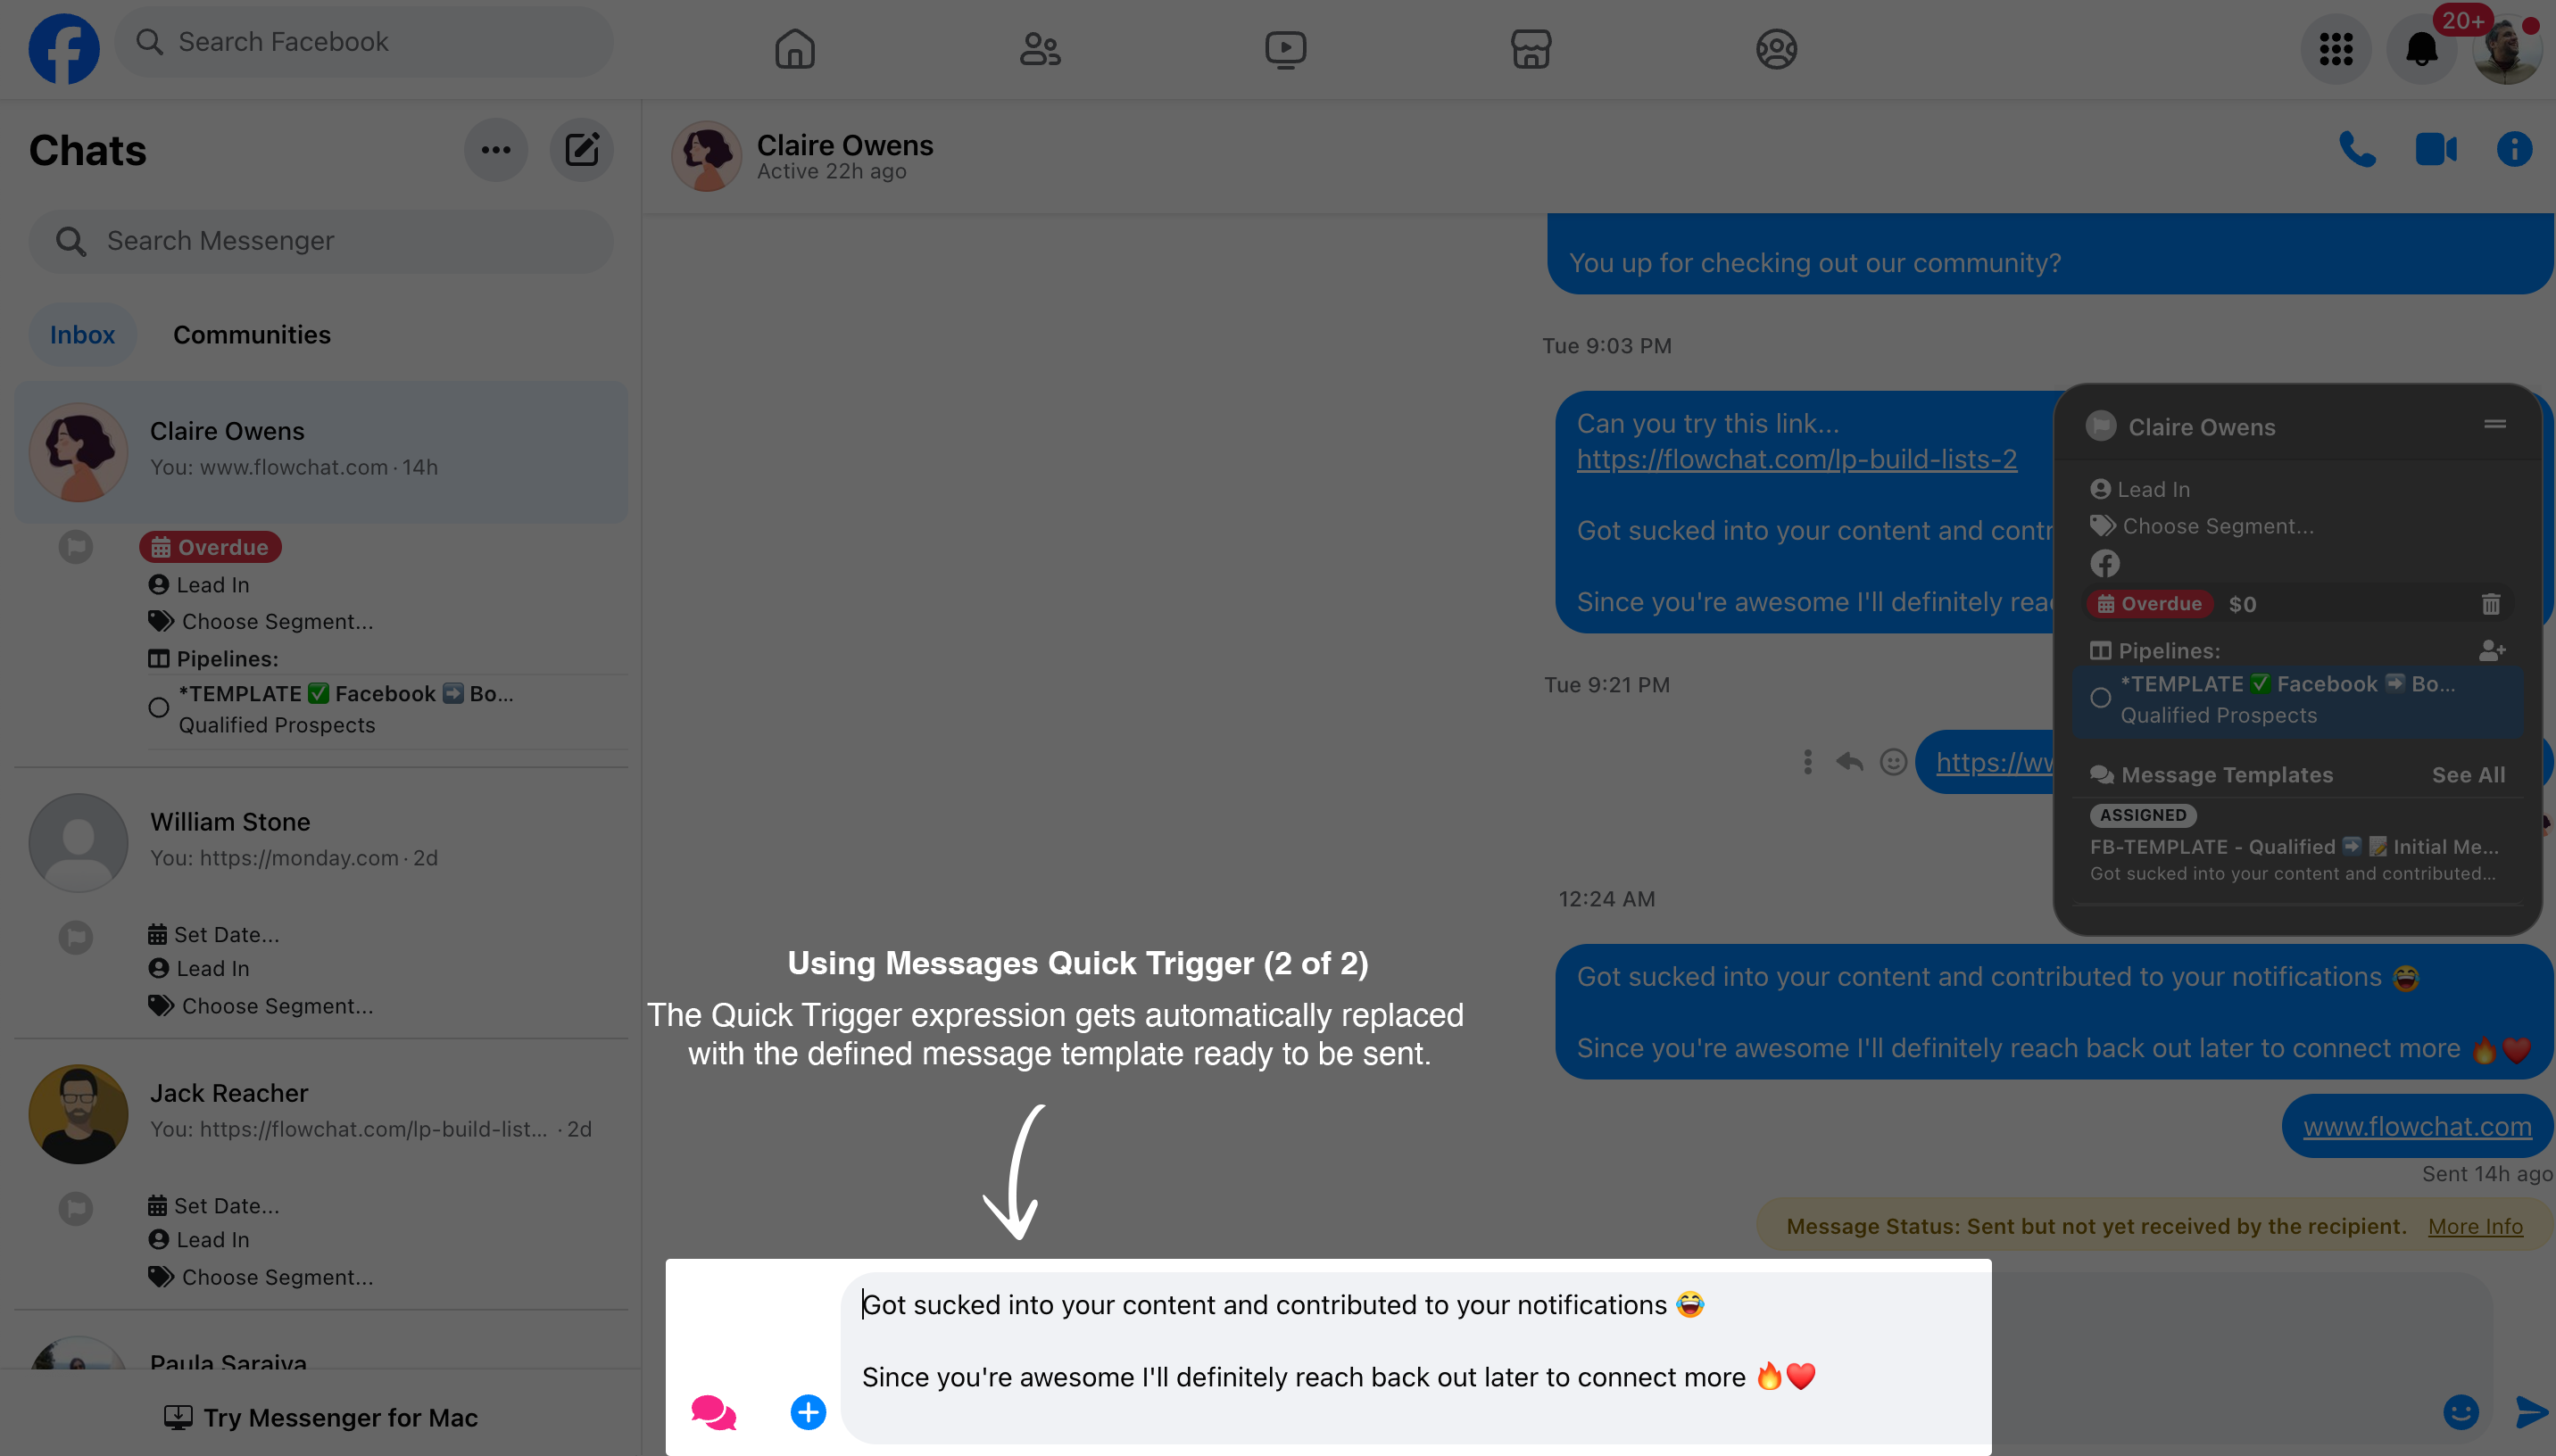 Search Facebook
20+
Chats
Search Messenger
Inbox
Communities
Claire Owens
You: www.flowchat.com · 14h
Overdue
Lead In
Choose Segment...
Pipelines:
*TEMPLATE ✅ Facebook ➡️ Bo...
Qualified Prospects
William Stone
You: https://monday.com · 2d
Set Date...
Lead In
Choose Segment...
Jack Reacher
You: https://flowchat.com/lp-build-list... · 2d
Set Date...
Lead In
Choose Segment...
Paula Saraiva
Try Messenger for Mac
Claire Owens
Active 22h ago
You up for checking out our community?
Tue 9:03 PM
Can you try this link...
https://flowchat.com/lp-build-lists-2
Got sucked into your content and contr
Since you're awesome I'll definitely reac
Tue 9:21 PM
https://ww
12:24 AM
Got sucked into your content and contributed to your notifications 😂
Since you're awesome I'll definitely reach back out later to connect more 🔥❤️
www.flowchat.com
Sent 14h ago
Message Status: Sent but not yet received by the recipient. More Info
Claire Owens
Lead In
Choose Segment...
Overdue $0
Pipelines:
*TEMPLATE ✅ Facebook ➡️ Bo...
Qualified Prospects
Message Templates See All
ASSIGNED
FB-TEMPLATE - Qualified ➡️ 📝 Initial Me...
Got sucked into your content and contributed...
Using Messages Quick Trigger (2 of 2)
The Quick Trigger expression gets automatically replaced
with the defined message template ready to be sent.
Got sucked into your content and contributed to your notifications 😂
Since you're awesome I'll definitely reach back out later to connect more 🔥❤️